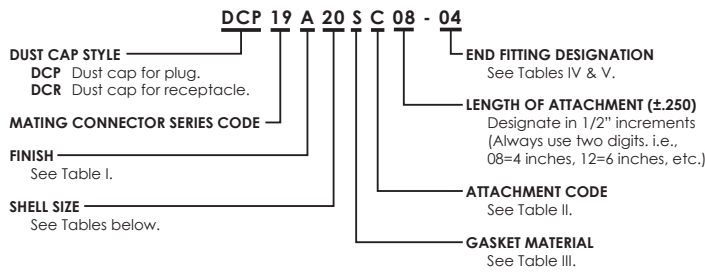 DCP 19 A 20 S C 08 - 04
DUST CAP STYLE
DCP Dust cap for plug.
DCR Dust cap for receptacle.
MATING CONNECTOR SERIES CODE
FINISH
See Table I.
SHELL SIZE
See Tables below.
END FITTING DESIGNATION
See Tables IV & V.
LENGTH OF ATTACHMENT (±.250)
Designate in 1/2" increments
(Always use two digits. i.e.,
08=4 inches, 12=6 inches, etc.)
ATTACHMENT CODE
See Table II.
GASKET MATERIAL
See Table III.